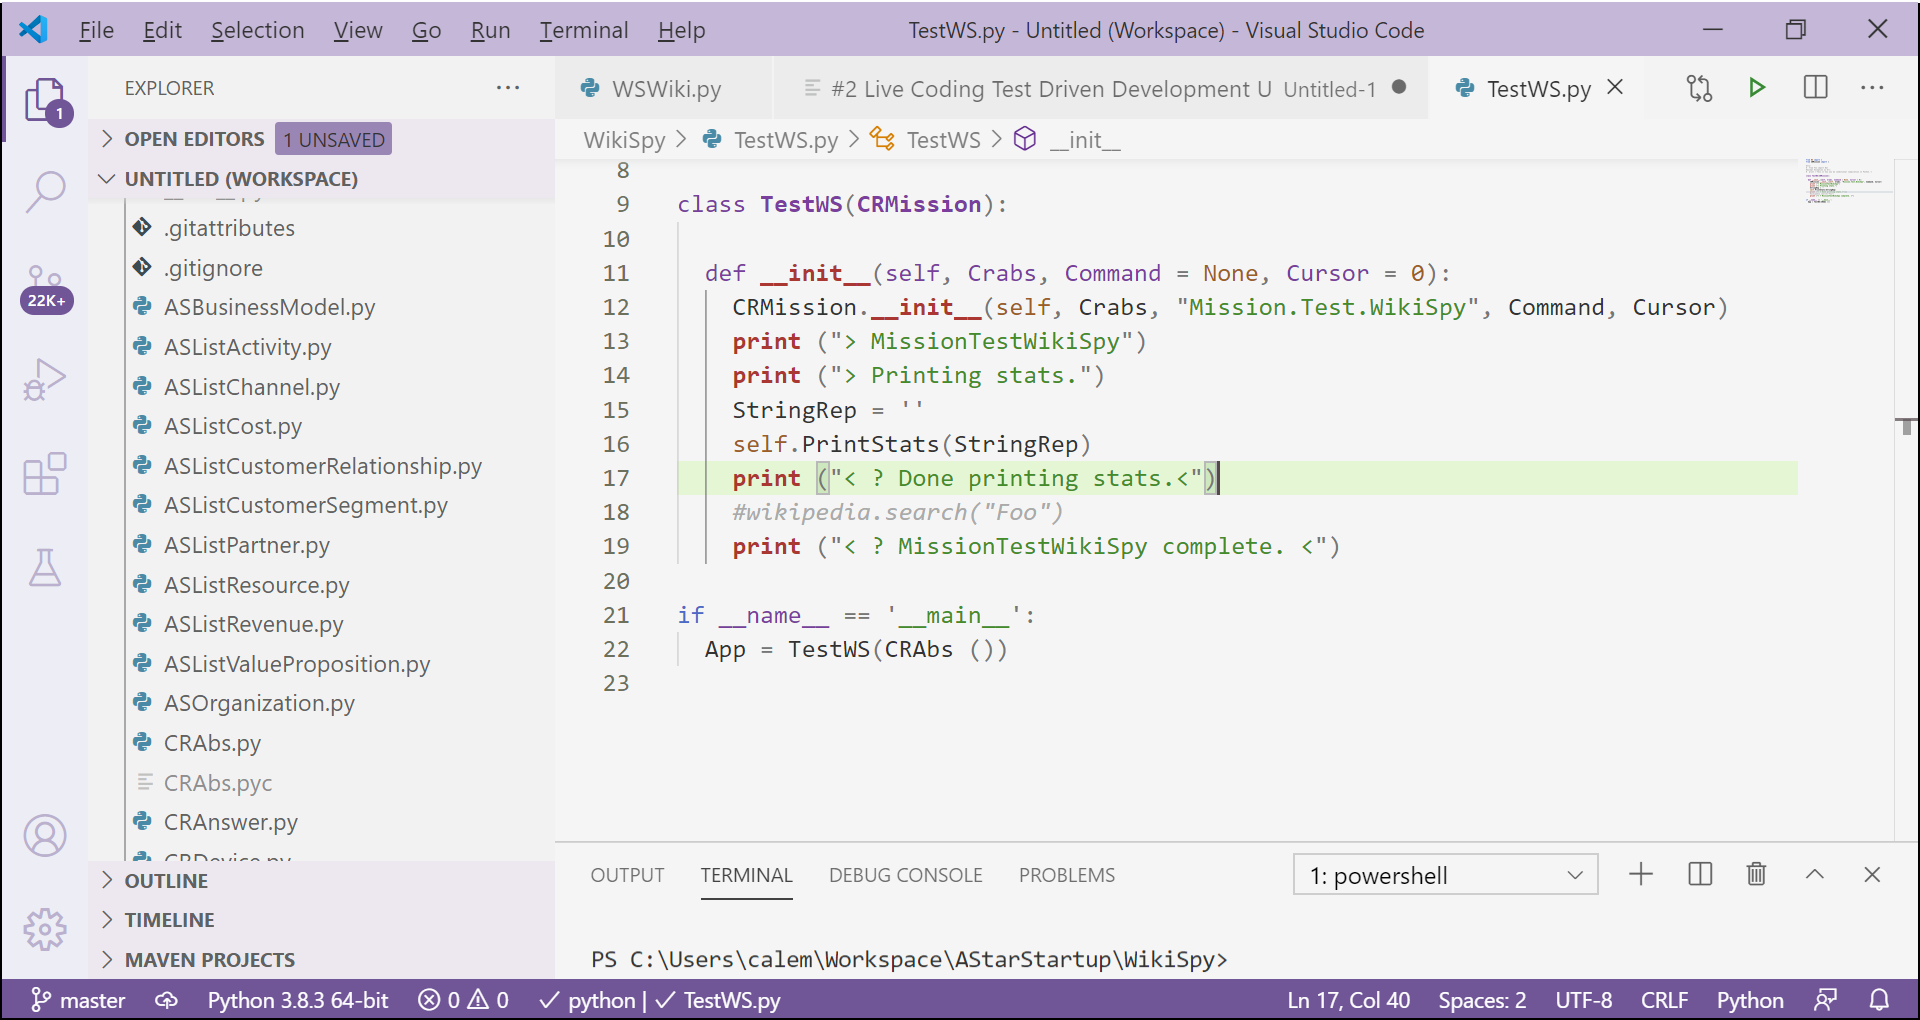 File Edit Selection View Go Run Terminal Help TestWS.py - Untitled (Workspace) - Visual Studio Code
EXPLORER ···
1
OPEN EDITORS 1 UNSAVED
UNTITLED (WORKSPACE)
.gitattributes
.gitignore
22K+
ASBusinessModel.py
ASListActivity.py
ASListChannel.py
ASListCost.py
ASListCustomerRelationship.py
ASListCustomerSegment.py
ASListPartner.py
ASListResource.py
ASListRevenue.py
ASListValueProposition.py
ASOrganization.py
CRAbs.py
CRAbs.pyc
CRAnswer.py
CRDevice.py
OUTLINE
TIMELINE
MAVEN PROJECTS
WSWiki.py #2 Live Coding Test Driven Development U Untitled-1 TestWS.py
WikiSpy > TestWS.py > TestWS > __init__
8
9 class TestWS(CRMission):
10
11 def __init__(self, Crabs, Command = None, Cursor = 0):
12 CRMission.__init__(self, Crabs, "Mission.Test.WikiSpy", Command, Cursor)
13 print ("> MissionTestWikiSpy")
14 print ("> Printing stats.")
15 StringRep = ''
16 self.PrintStats(StringRep)
17 print ("< ? Done printing stats.<")
18 #wikipedia.search("Foo")
19 print ("< ? MissionTestWikiSpy complete. <")
20
21 if __name__ == '__main__':
22 App = TestWS(CRAbs ())
23
OUTPUT TERMINAL DEBUG CONSOLE PROBLEMS 1: powershell
PS C:\Users\calem\Workspace\AStarStartup\WikiSpy>
master Python 3.8.3 64-bit 0 0 python | TestWS.py Ln 17, Col 40 Spaces: 2 UTF-8 CRLF Python